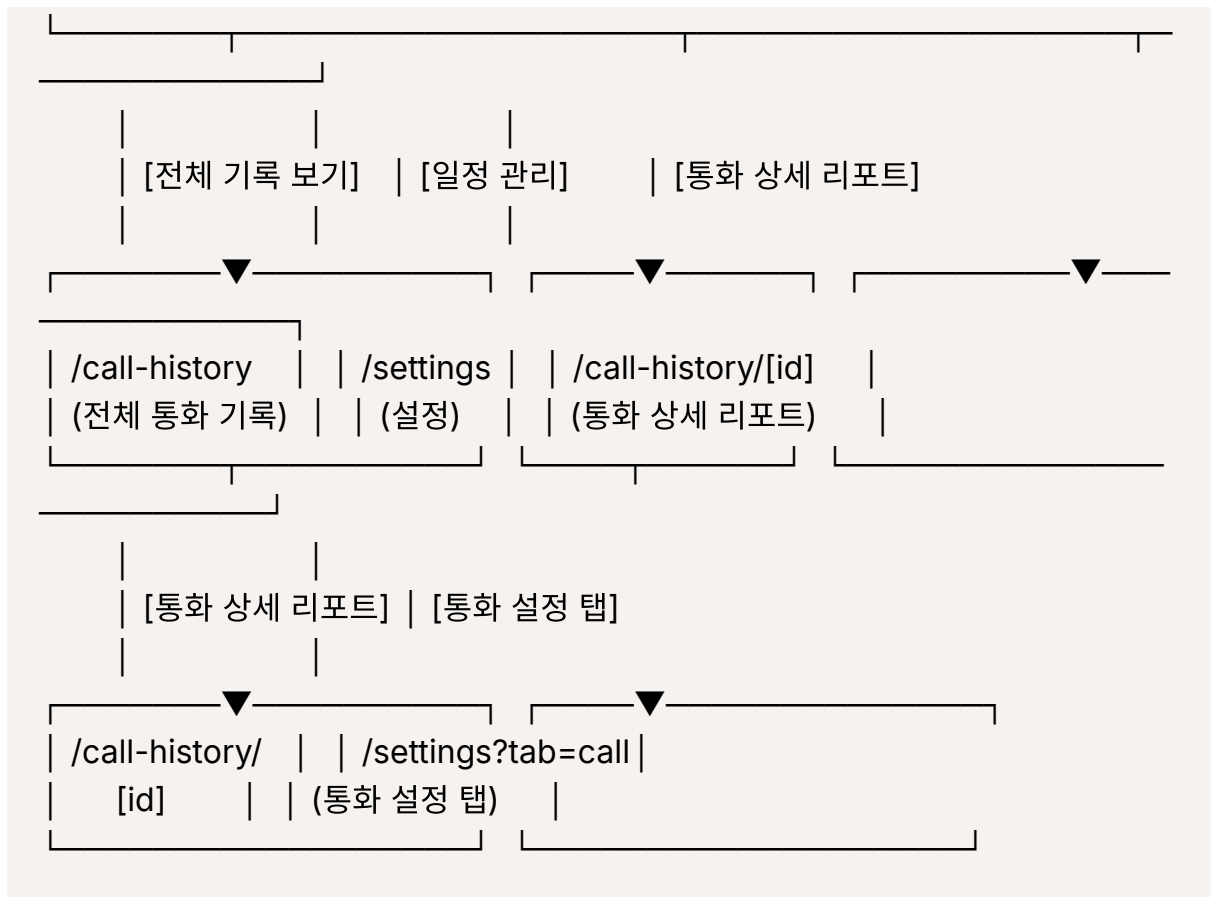 │ [전체 기록 보기] │ [일정 관리] │ [통화 상세 리포트]
│ /call-history │ │ /settings │ │ /call-history/[id] │
│ (전체 통화 기록) │ │ (설정) │ │ (통화 상세 리포트) │
│ [통화 상세 리포트] │ [통화 설정 탭]
│ /call-history/ │ │ /settings?tab=call│
│ [id] │ │ (통화 설정 탭) │